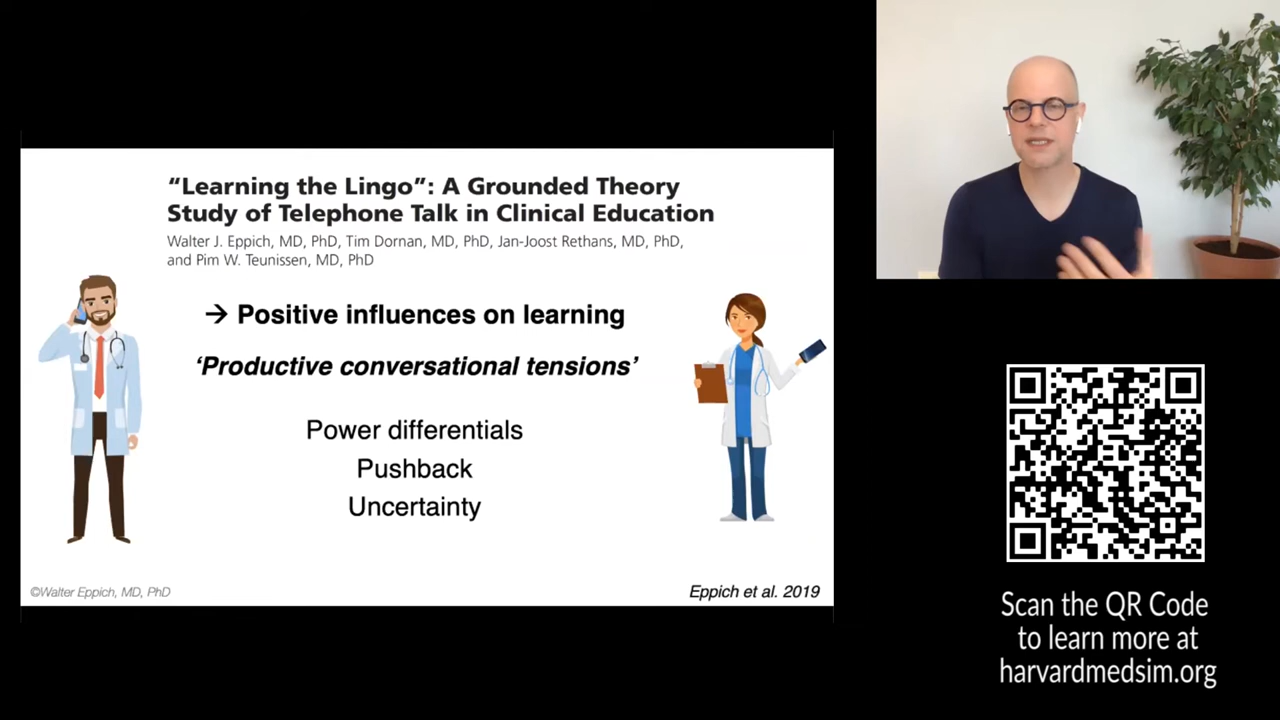 “Learning the Lingo”: A Grounded Theory
Study of Telephone Talk in Clinical Education
Walter J. Eppich, MD, PhD, Tim Dornan, MD, PhD, Jan-Joost Rethans, MD, PhD,
and Pim W. Teunissen, MD, PhD
→ Positive influences on learning
‘Productive conversational tensions’
Power differentials
Pushback
Uncertainty
©Walter Eppich, MD, PhD
Eppich et al. 2019
Scan the QR Code
to learn more at
harvardmedsim.org